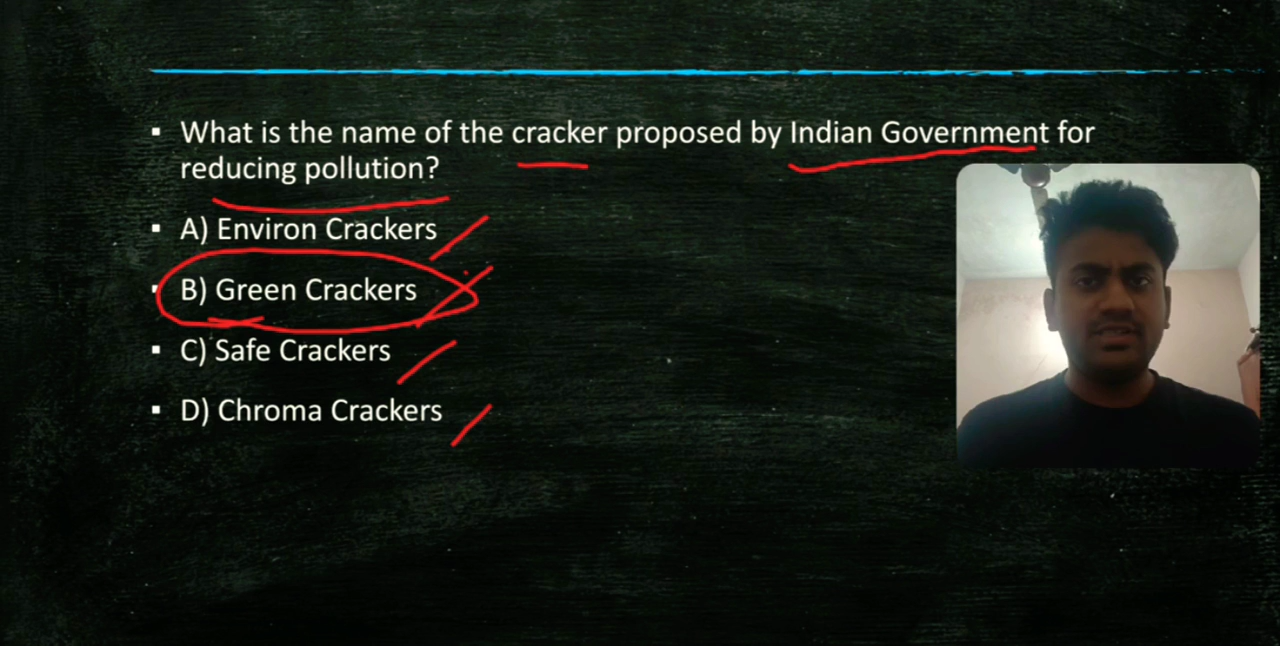 ▪ What is the name of the cracker proposed by Indian Government for
reducing pollution?
▪ A) Environ Crackers
▪ B) Green Crackers
▪ C) Safe Crackers
▪ D) Chroma Crackers